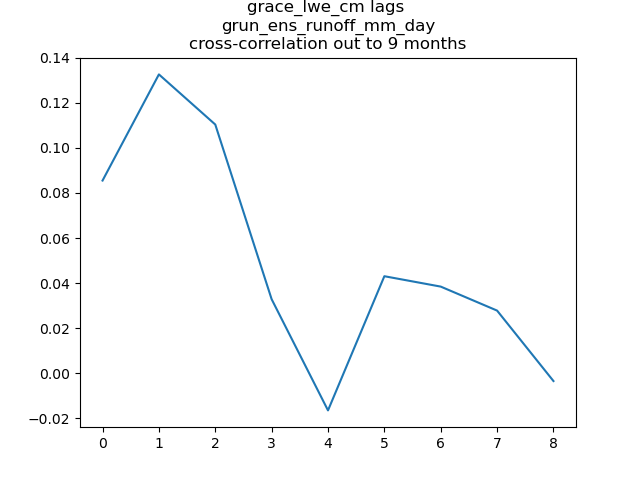 grace_lwe_cm lags
grun_ens_runoff_mm_day
cross-correlation out to 9 months
0.14
0.12
0.10
0.08
0.06
0.04
0.02
0.00
−0.02
0 1 2 3 4 5 6 7 8